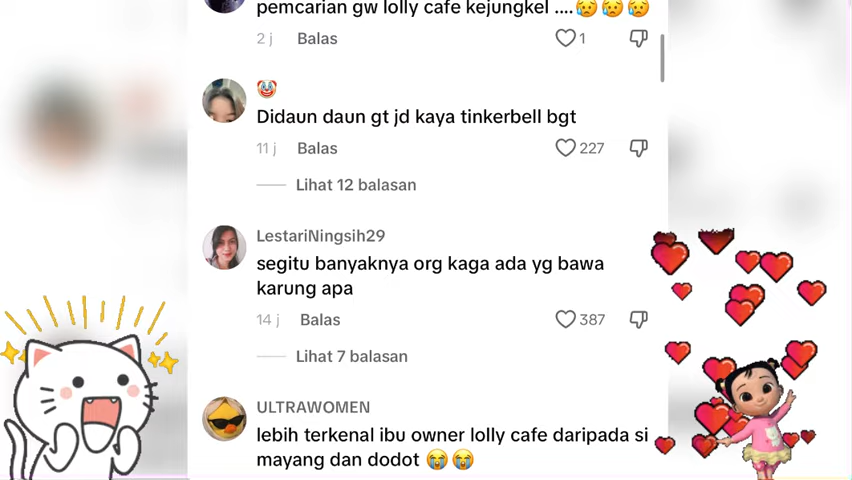 pemcarian gw lolly cafe kejungkel ....😥😥😥
2 j Balas 1
🤡
Didaun daun gt jd kaya tinkerbell bgt
11 j Balas 227
Lihat 12 balasan
LestariNingsih29
segitu banyaknya org kaga ada yg bawa
karung apa
14 j Balas 387
Lihat 7 balasan
ULTRAWOMEN
lebih terkenal ibu owner lolly cafe daripada si
mayang dan dodot 😭😭